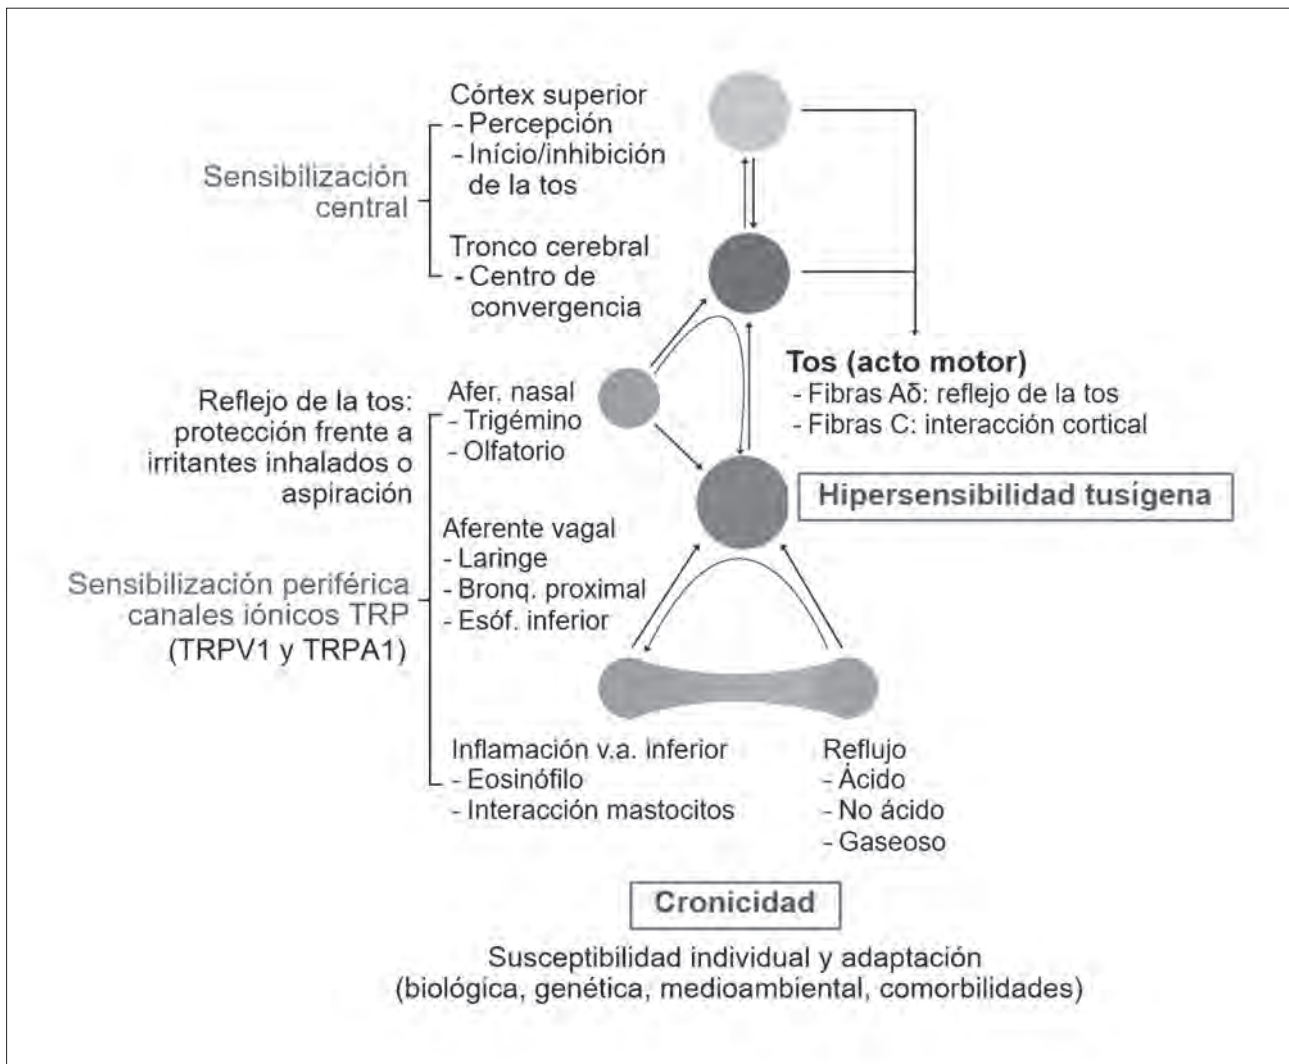 Córtex superior
- Percepción
- Início/inhibición
de la tos
Sensibilización
central
Tronco cerebral
- Centro de
convergencia
Tos (acto motor)
- Fibras Aδ: reflejo de la tos
- Fibras C: interacción cortical
Afer. nasal
- Trigémino
- Olfatorio
Reflejo de la tos:
protección frente a
irritantes inhalados o
aspiración
Hipersensibilidad tusígena
Aferente vagal
- Laringe
- Bronq. proximal
- Esóf. inferior
Sensibilización periférica
canales iónicos TRP
(TRPV1 y TRPA1)
Inflamación v.a. inferior
- Eosinófilo
- Interacción mastocitos
Reflujo
- Ácido
- No ácido
- Gaseoso
Cronicidad
Susceptibilidad individual y adaptación
(biológica, genética, medioambiental, comorbilidades)